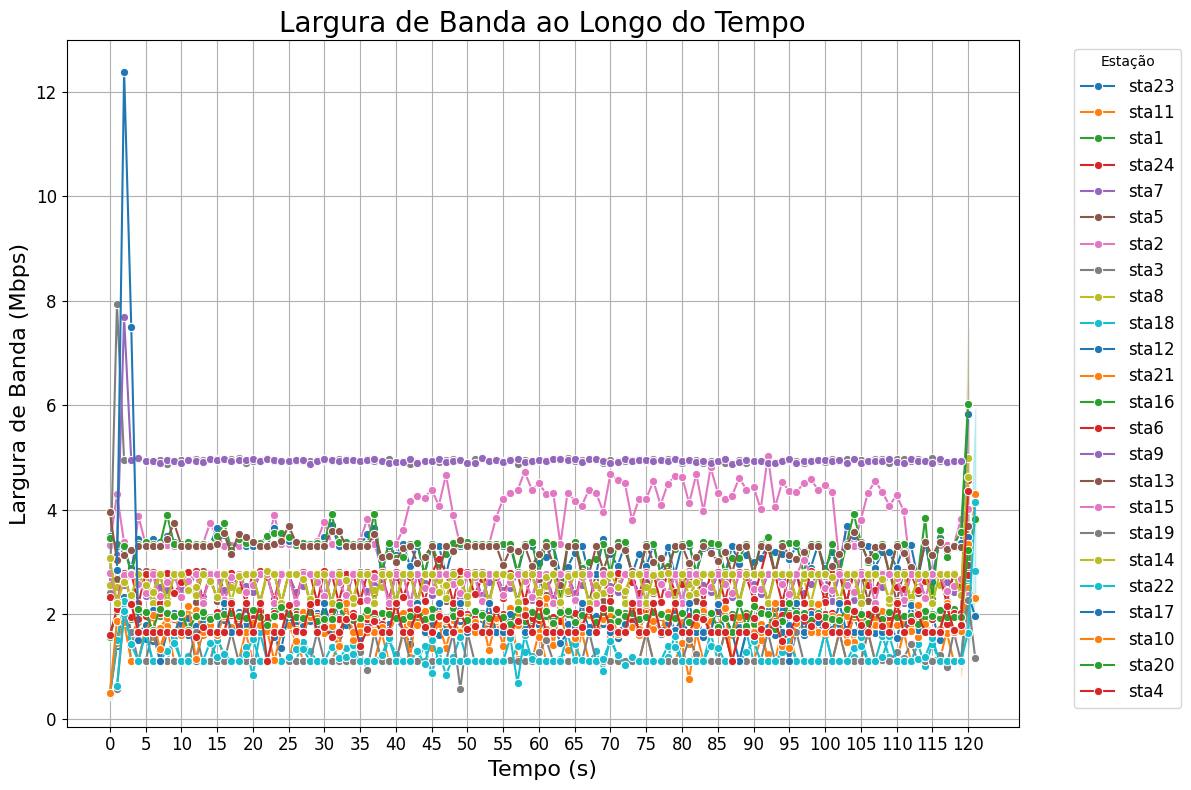 Largura de Banda ao Longo do Tempo
Largura de Banda (Mbps)
12
10
8
6
4
2
0
0 5 10 15 20 25 30 35 40 45 50 55 60 65 70 75 80 85 90 95 100 105 110 115 120
Tempo (s)
Estação
sta23
sta11
sta1
sta24
sta7
sta5
sta2
sta3
sta8
sta18
sta12
sta21
sta16
sta6
sta9
sta13
sta15
sta19
sta14
sta22
sta17
sta10
sta20
sta4